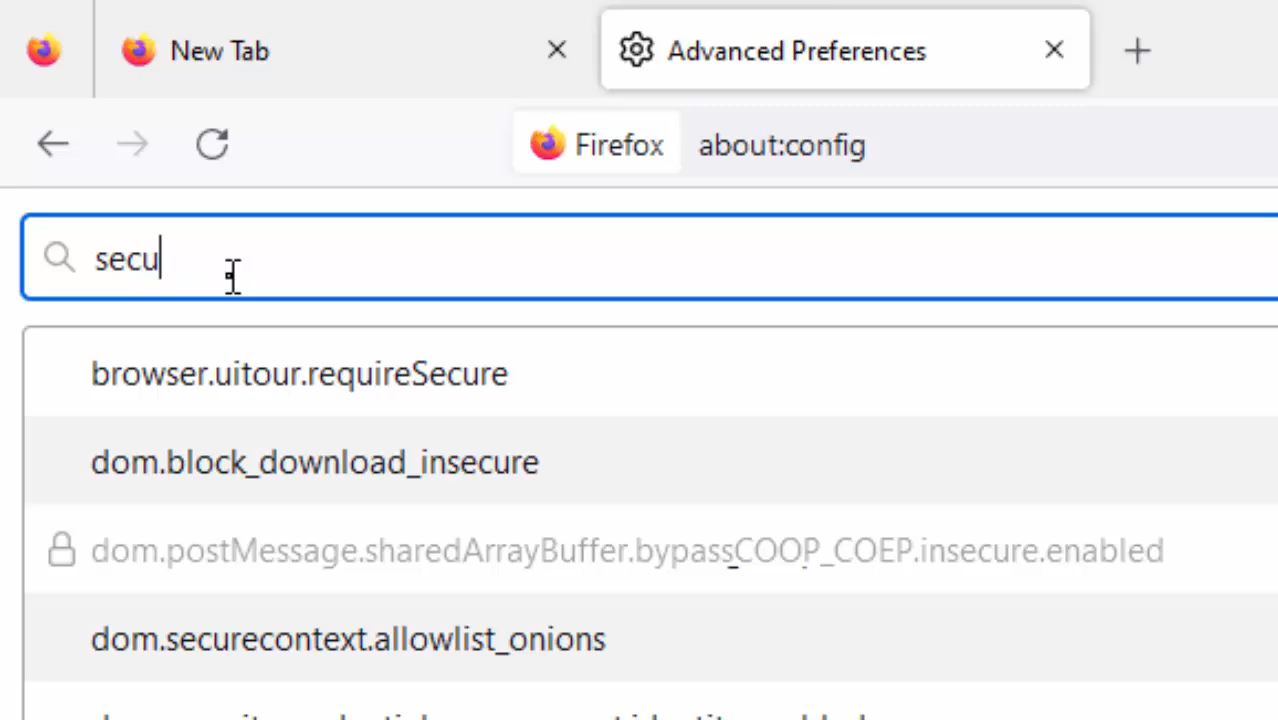 New Tab
Advanced Preferences
Firefox
about:config
secu
browser.uitour.requireSecure
dom.block_download_insecure
dom.postMessage.sharedArrayBuffer.bypassCOOP_COEP.insecure.enabled
dom.securecontext.allowlist_onions